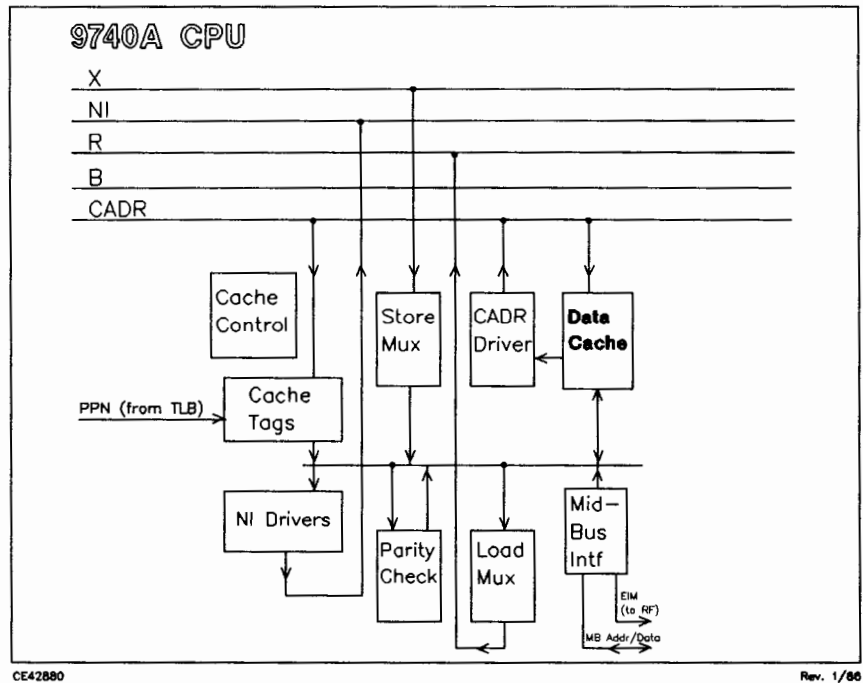 9740A CPU
X
NI
R
B
CADR
Cache
Control
Store
Mux
CADR
Driver
Data
Cache
PPN (from TLB)
Cache
Tags
NI Drivers
Parity
Check
Load
Mux
Mid-
Bus
Intf
EIM
(to RF)
MB Addr/Data
CE42880
Rev. 1/86